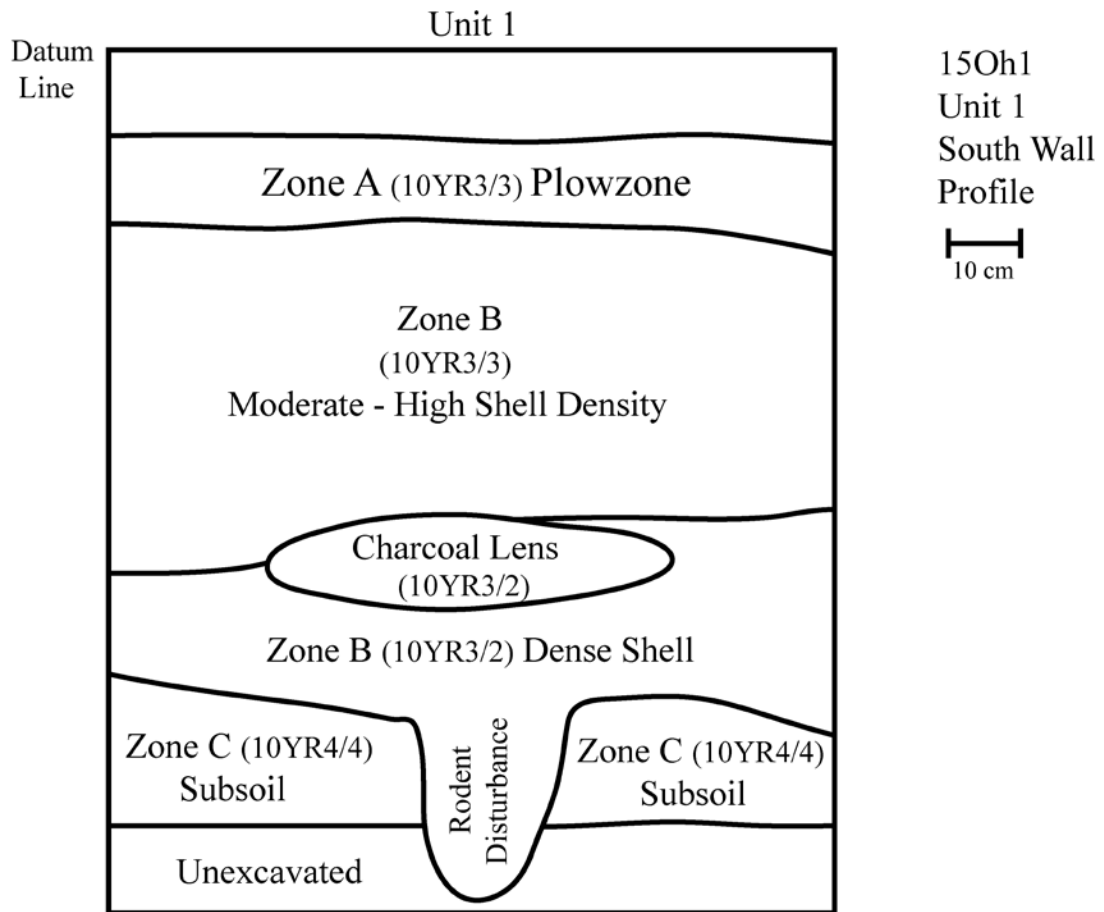 Unit 1
Datum
Line
15Oh1
Unit 1
South Wall
Profile
10 cm
Zone A (10YR3/3) Plowzone
Zone B
(10YR3/3)
Moderate - High Shell Density
Charcoal Lens
(10YR3/2)
Zone B (10YR3/2) Dense Shell
Zone C (10YR4/4)
Subsoil
Rodent
Disturbance
Zone C (10YR4/4)
Subsoil
Unexcavated